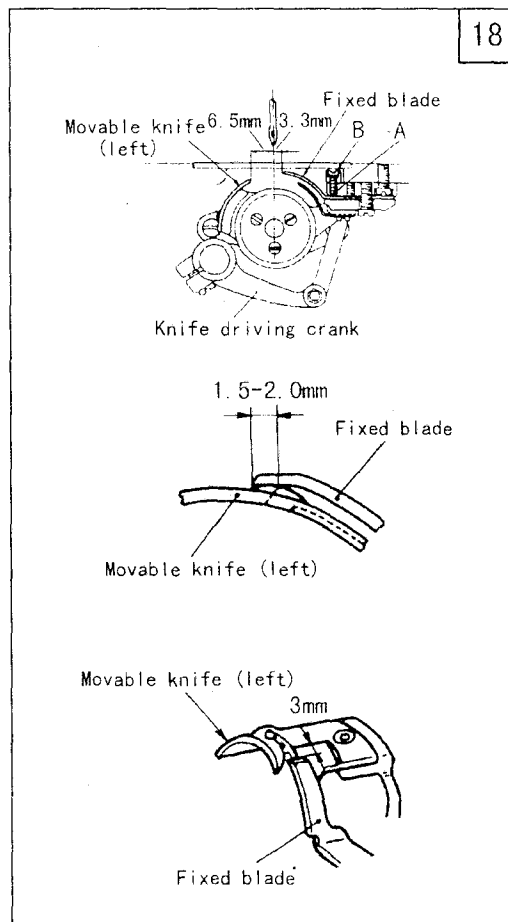 18
Fixed blade
Movable knife 6.5mm 3.3mm B A
(left)
Knife driving crank
1.5-2.0mm
Fixed blade
Movable knife (left)
Movable knife (left)
3mm
Fixed blade